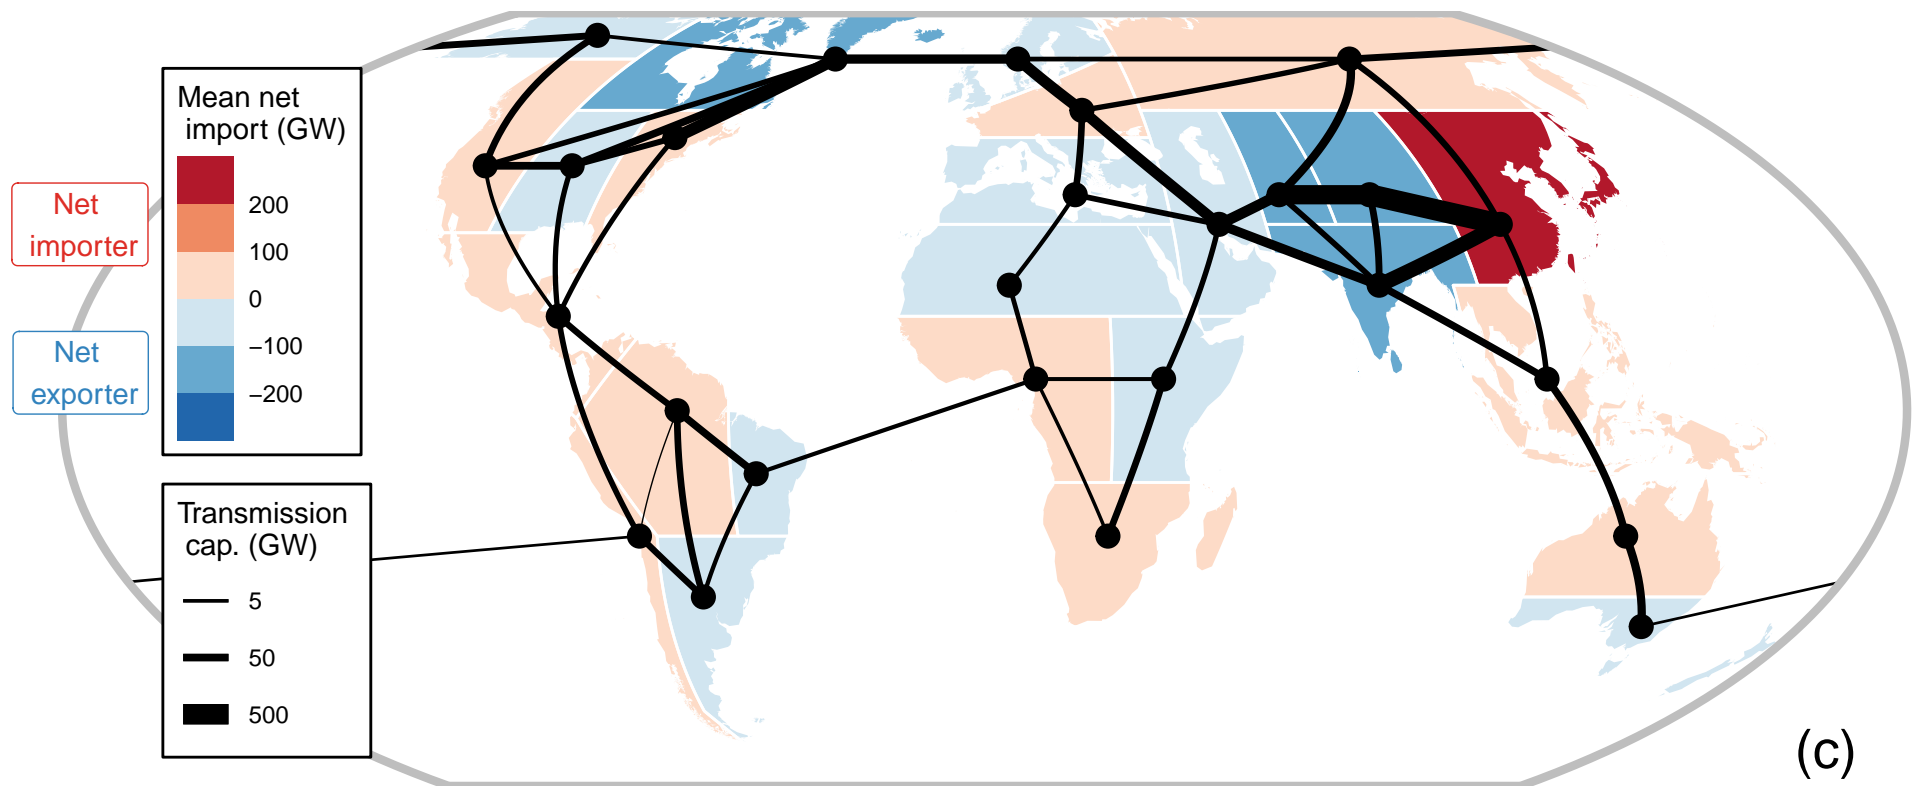 Mean net
import (GW)
200
100
0
−100
−200
Net
importer
Net
exporter
Transmission
cap. (GW)
5
50
500
(c)